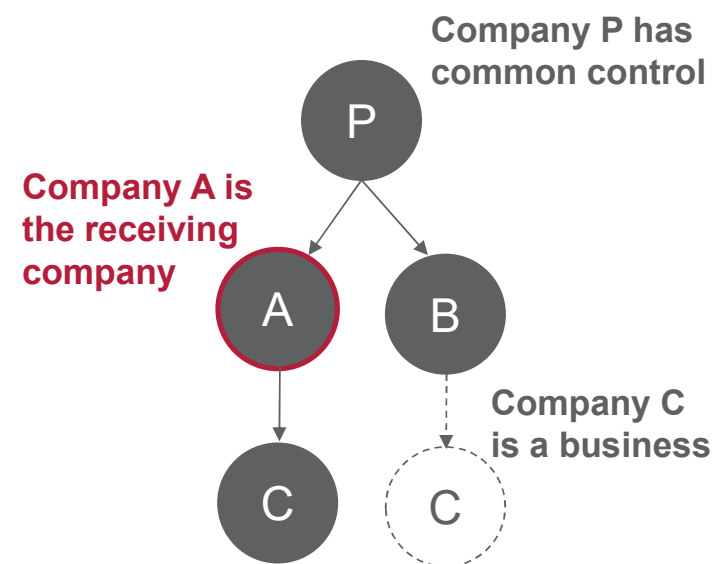 Company P has
common control
P
Company A is
the receiving
company
A
B
Company C
is a business
C
C